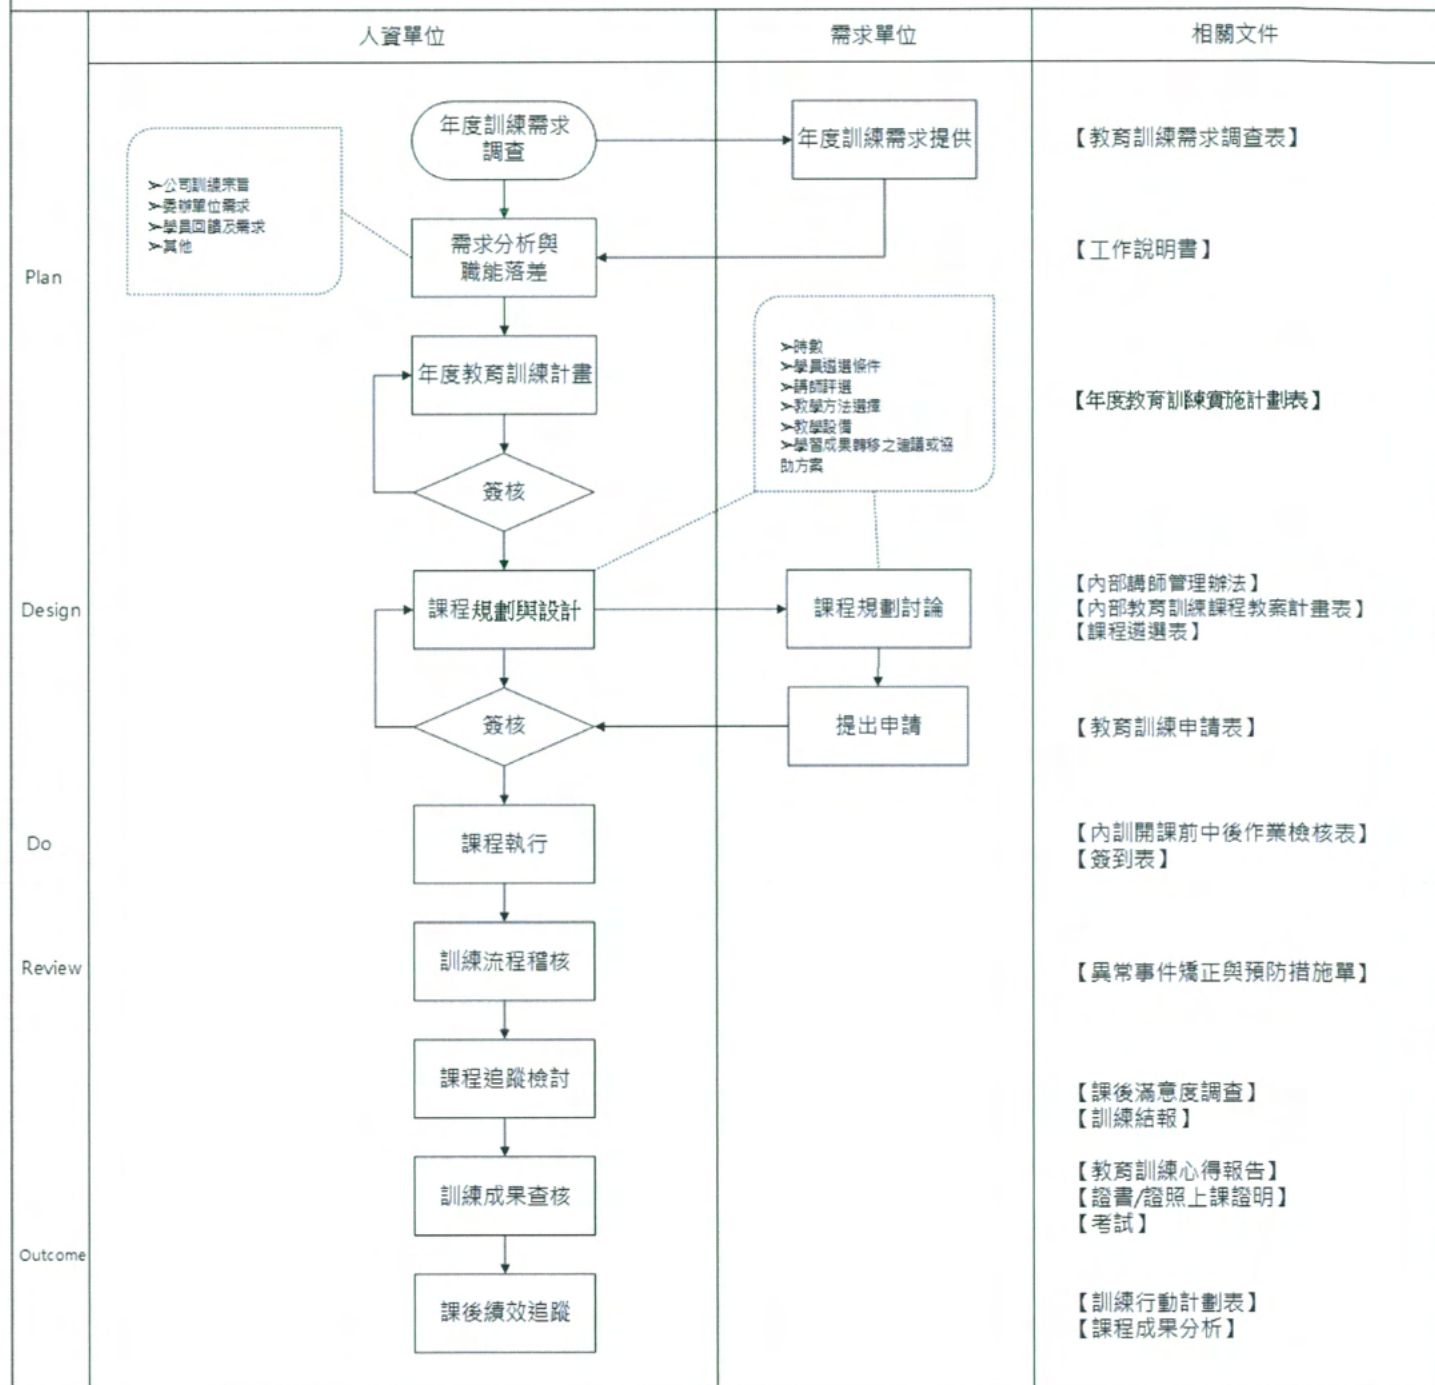 人資單位
需求單位
相關文件
年度訓練需求
調查
年度訓練需求提供
【教育訓練需求調查表】
➢公司訓練宗旨
➢委辦單位需求
➢學員回饋及需求
➢其他
需求分析與
職能落差
【工作說明書】
Plan
➢時數
➢學員遴選條件
➢講師評選
➢教學方法選擇
➢教學設備
➢學習成果轉移之建議或協
助方案
年度教育訓練計畫
【年度教育訓練實施計劃表】
簽核
Design
課程規劃與設計
課程規劃討論
【內部講師管理辦法】
【內部教育訓練課程教案計畫表】
【課程遴選表】
簽核
提出申請
【教育訓練申請表】
Do
課程執行
【內訓開課前中後作業檢核表】
【簽到表】
Review
訓練流程稽核
【異常事件矯正與預防措施單】
課程追蹤檢討
【課後滿意度調查】
【訓練結報】
訓練成果查核
【教育訓練心得報告】
【證書/證照上課證明】
【考試】
Outcome
課後績效追蹤
【訓練行動計劃表】
【課程成果分析】